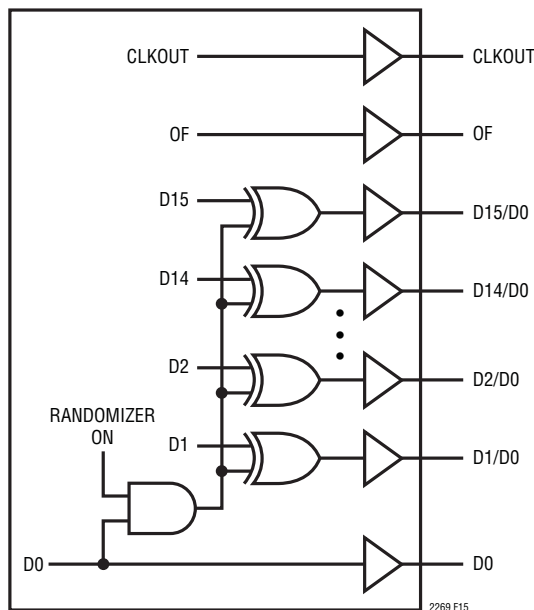 CLKOUT CLKOUT
OF OF
D15 D15/D0
D14 D14/D0
D2 D2/D0
RANDOMIZER
ON
D1 D1/D0
D0 D0
2269 F15